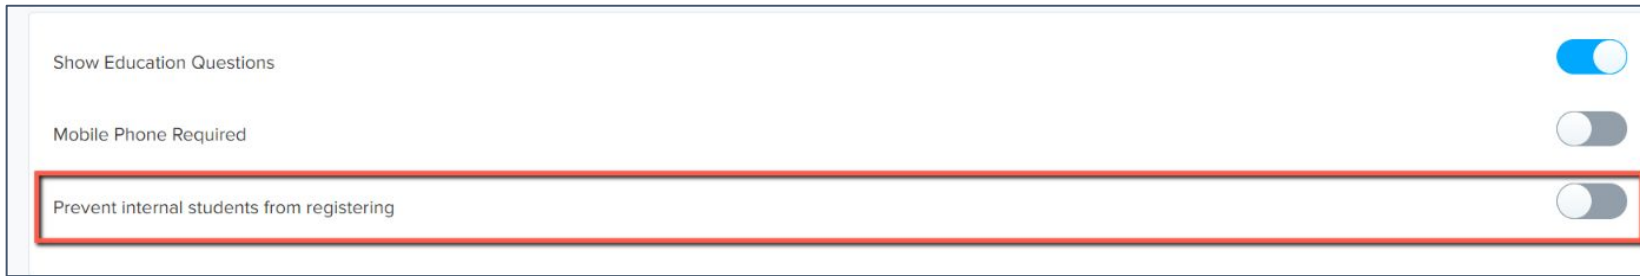 Show Education Questions
Mobile Phone Required
Prevent internal students from registering